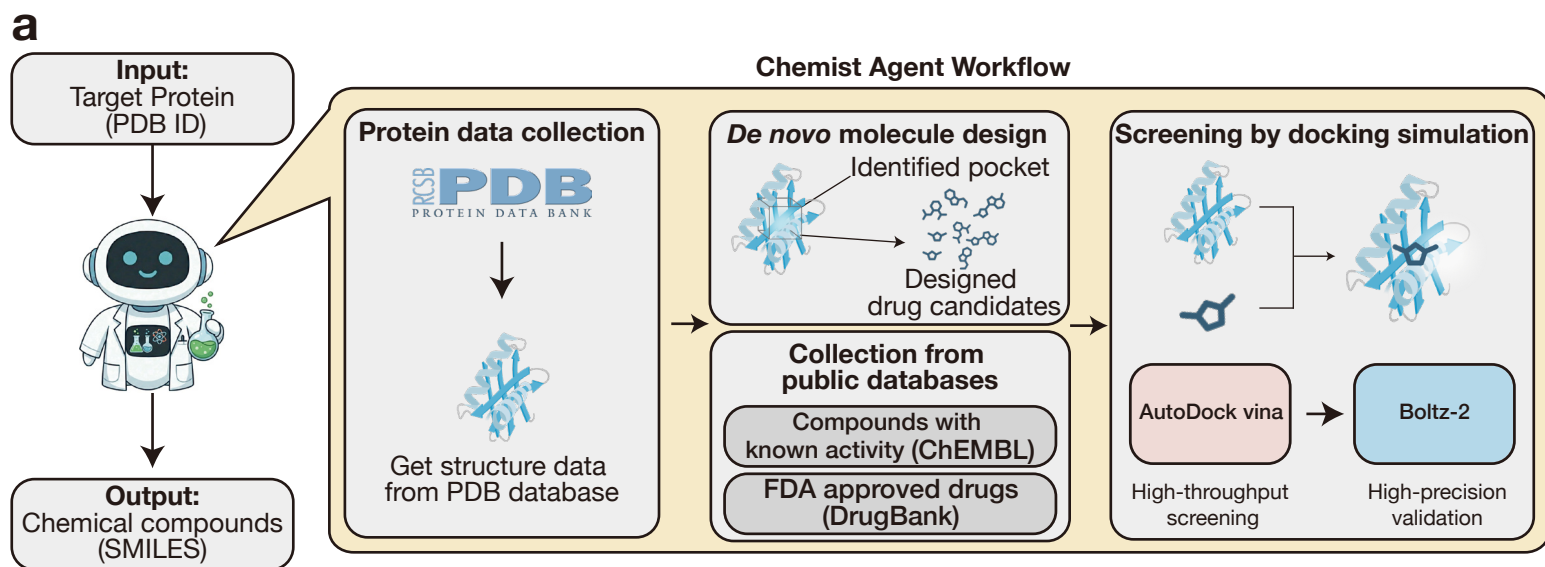 a
Input:
Target Protein
(PDB ID)
Output:
Chemical compounds
(SMILES)
Chemist Agent Workflow
Protein data collection
RCSB
PDB
PROTEIN DATA BANK
Get structure data
from PDB database
De novo molecule design
Identified pocket
Designed
drug candidates
Collection from
public databases
Compounds with
known activity (ChEMBL)
FDA approved drugs
(DrugBank)
Screening by docking simulation
AutoDock vina
Boltz-2
High-throughput
screening
High-precision
validation